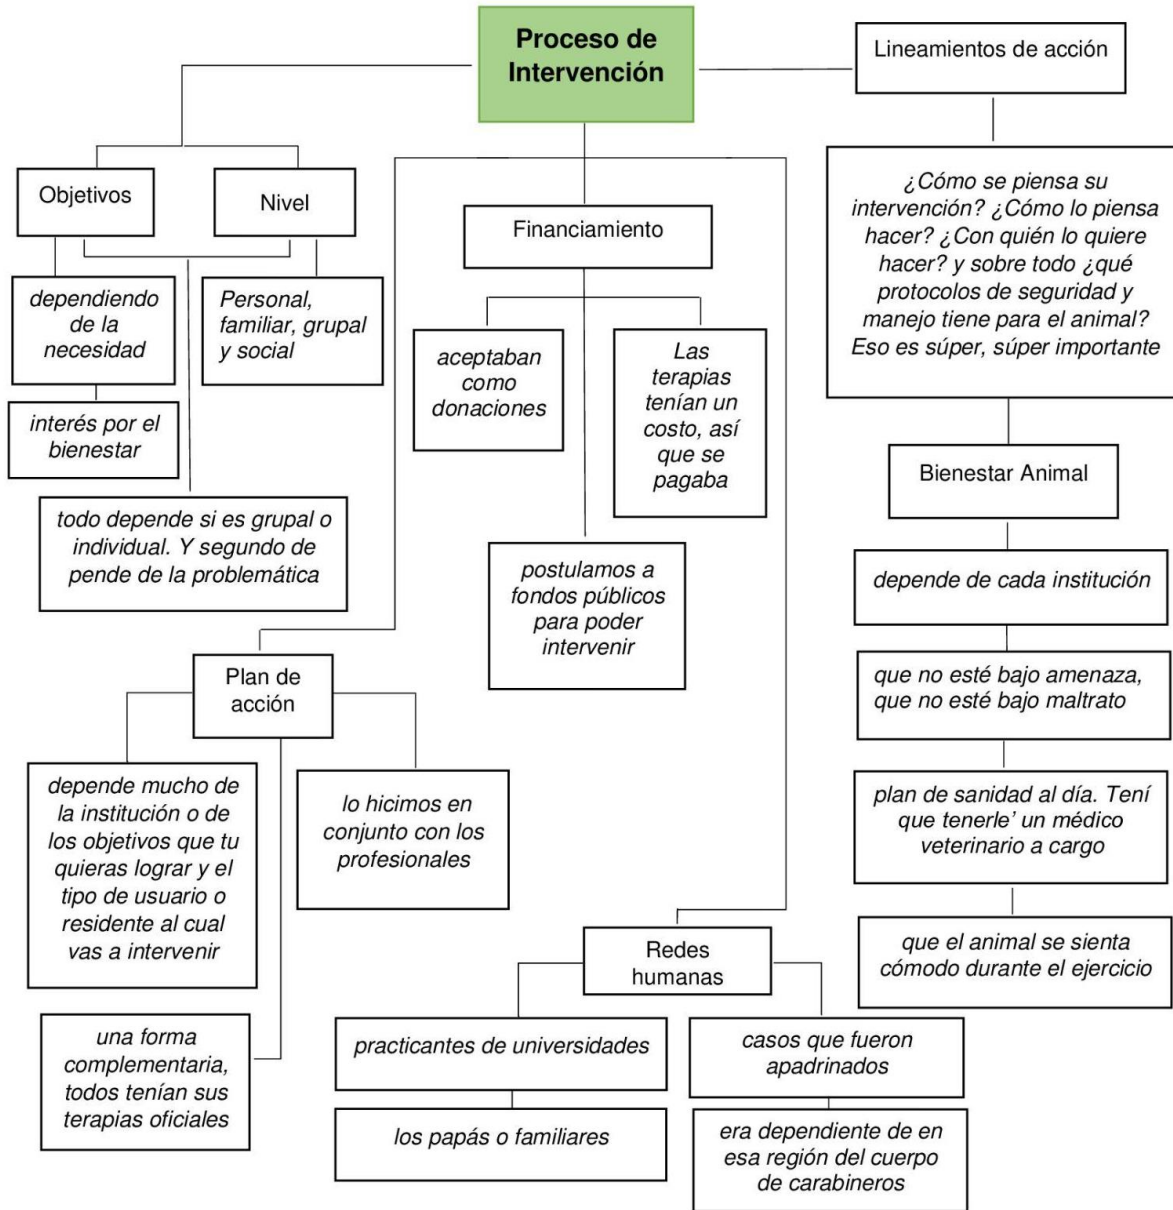 Proceso de
Intervención
Lineamientos de acción
Objetivos
Nivel
dependiendo
de la
necesidad
interés por el
bienestar
Personal,
familiar, grupal
y social
todo depende si es grupal o
individual. Y segundo de
pende de la problemática
Financiamiento
aceptaban
como
donaciones
Las
terapias
tenían un
costo, así
que se
pagaba
postulamos a
fondos públicos
para poder
intervenir
¿Cómo se piensa su
intervención? ¿Cómo lo piensa
hacer? ¿Con quién lo quiere
hacer? y sobre todo ¿qué
protocolos de seguridad y
manejo tiene para el animal?
Eso es súper, súper importante
Bienestar Animal
depende de cada institución
que no esté bajo amenaza,
que no esté bajo maltrato
plan de sanidad al día. Tení
que tenerle’ un médico
veterinario a cargo
que el animal se sienta
cómodo durante el ejercicio
Plan de
acción
depende mucho de
la institución o de
los objetivos que tu
quieras lograr y el
tipo de usuario o
residente al cual
vas a intervenir
lo hicimos en
conjunto con los
profesionales
una forma
complementaria,
todos tenían sus
terapias oficiales
Redes
humanas
practicantes de universidades
los papás o familiares
casos que fueron
apadrinados
era dependiente de en
esa región del cuerpo
de carabineros